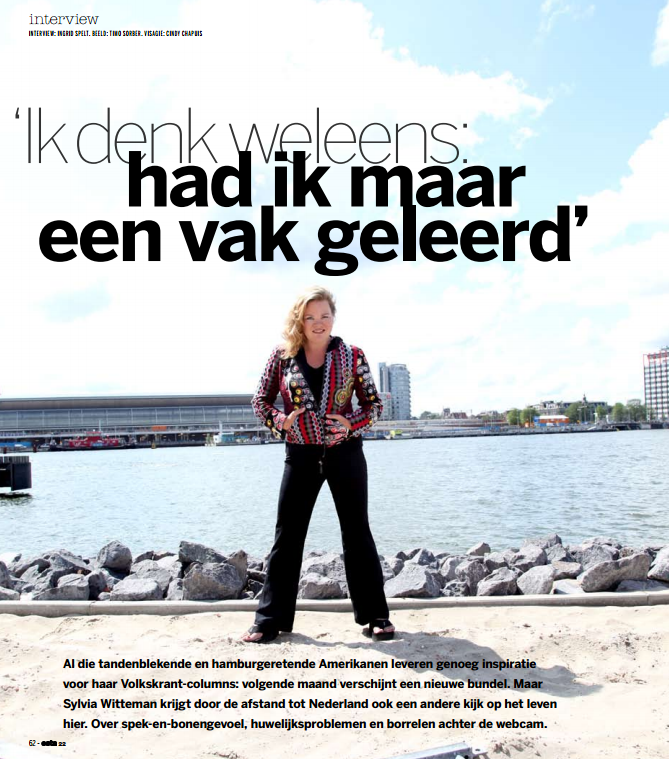 interview
INTERVIEW: INGRID SPELT. BEELD: TIMO SORBER. VISAGIE: CINDY CHAPUIS
‘Ik denk weleens:
had ik maar
een vak geleerd’
Al die tandenblekende en hamburgeretende Amerikanen leveren genoeg inspiratie
voor haar Volkskrant-columns: volgende maand verschijnt een nieuwe bundel. Maar
Sylvia Witteman krijgt door de afstand tot Nederland ook een andere kijk op het leven
hier. Over spek-en-bonengevoel, huwelijksproblemen en borrelen achter de webcam.
62 - esta 22